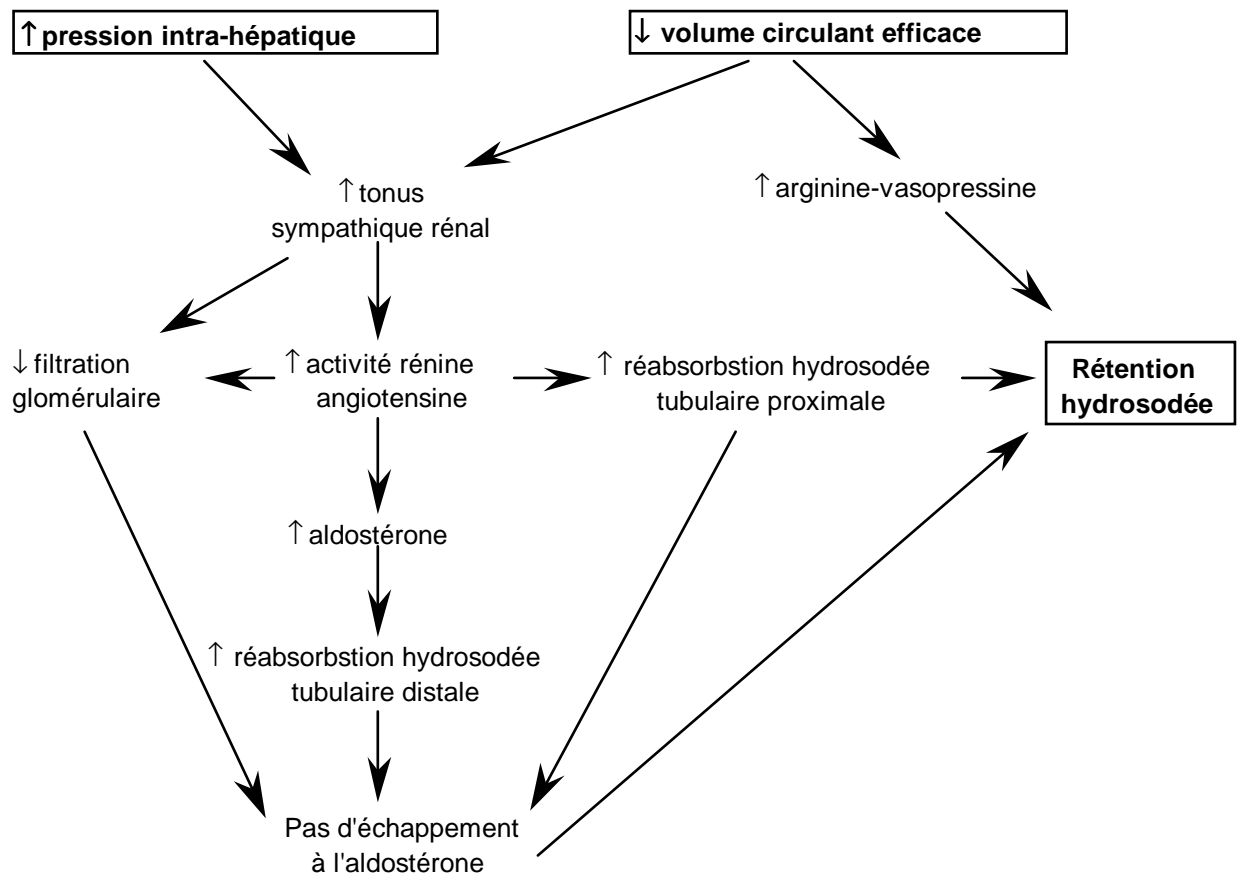 ↑ pression intra-hépatique
↓ volume circulant efficace
↑ tonus
sympathique rénal
↑ arginine-vasopressine
↓ filtration
glomérulaire
↑ activité rénine
angiotensine
↑ réabsorbstion hydrosodée
tubulaire proximale
Rétention
hydrosodée
↑ aldostérone
↑ réabsorbstion hydrosodée
tubulaire distale
Pas d'échappement
à l'aldostérone